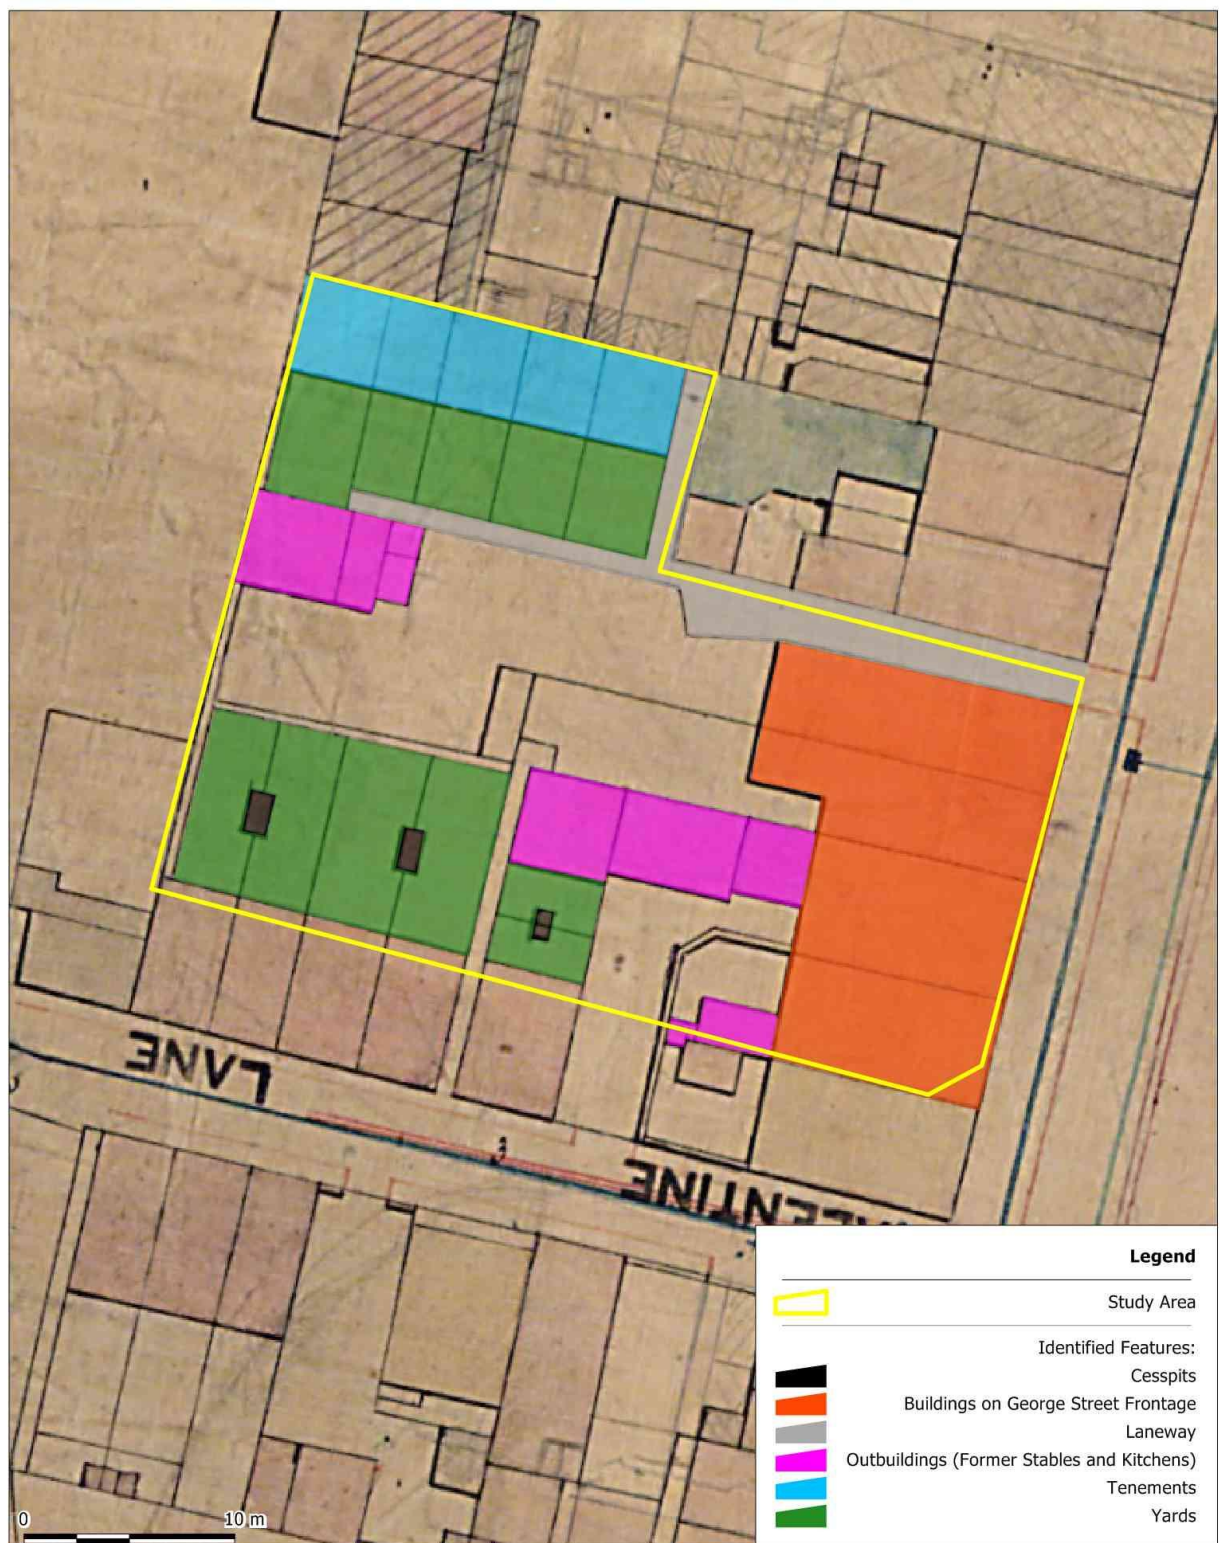 LANE
VALENTINE
Legend
Study Area
Identified Features:
Cesspits
Buildings on George Street Frontage
Laneway
Outbuildings (Former Stables and Kitchens)
Tenements
Yards
0 10 m